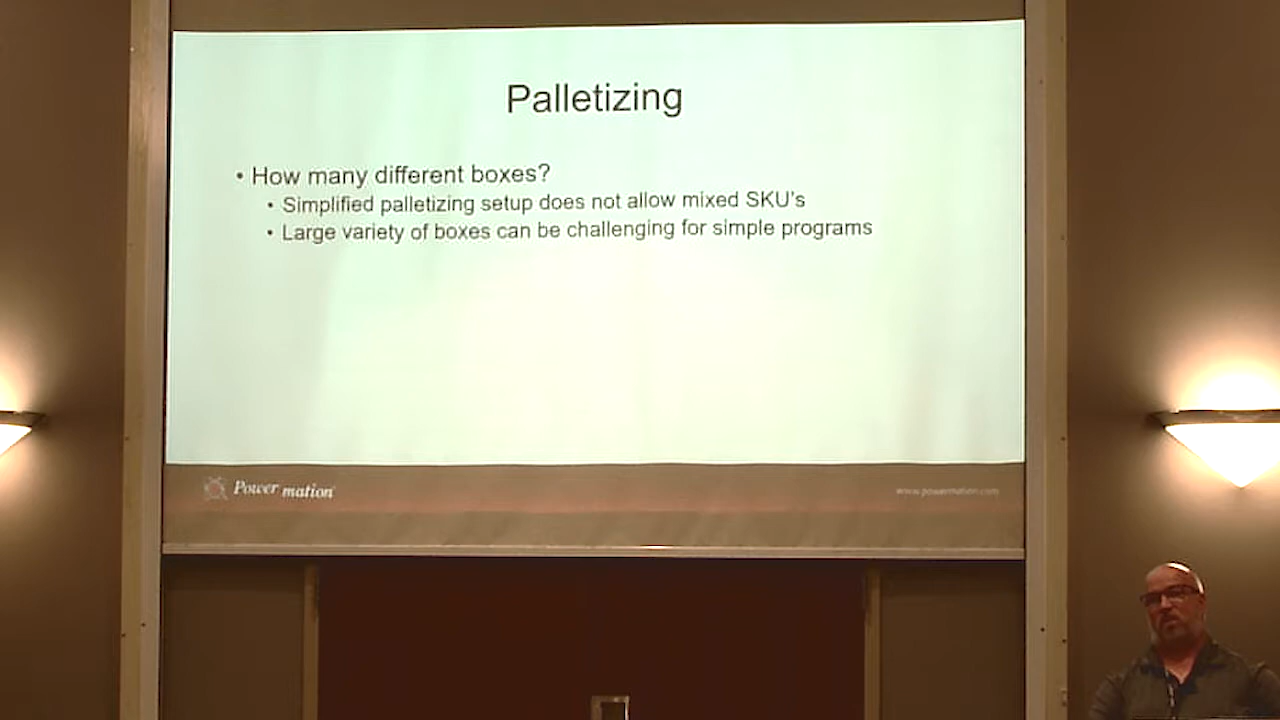 Palletizing
• How many different boxes?
• Simplified palletizing setup does not allow mixed SKU's
• Large variety of boxes can be challenging for simple programs
Power mation
www.powermation.com